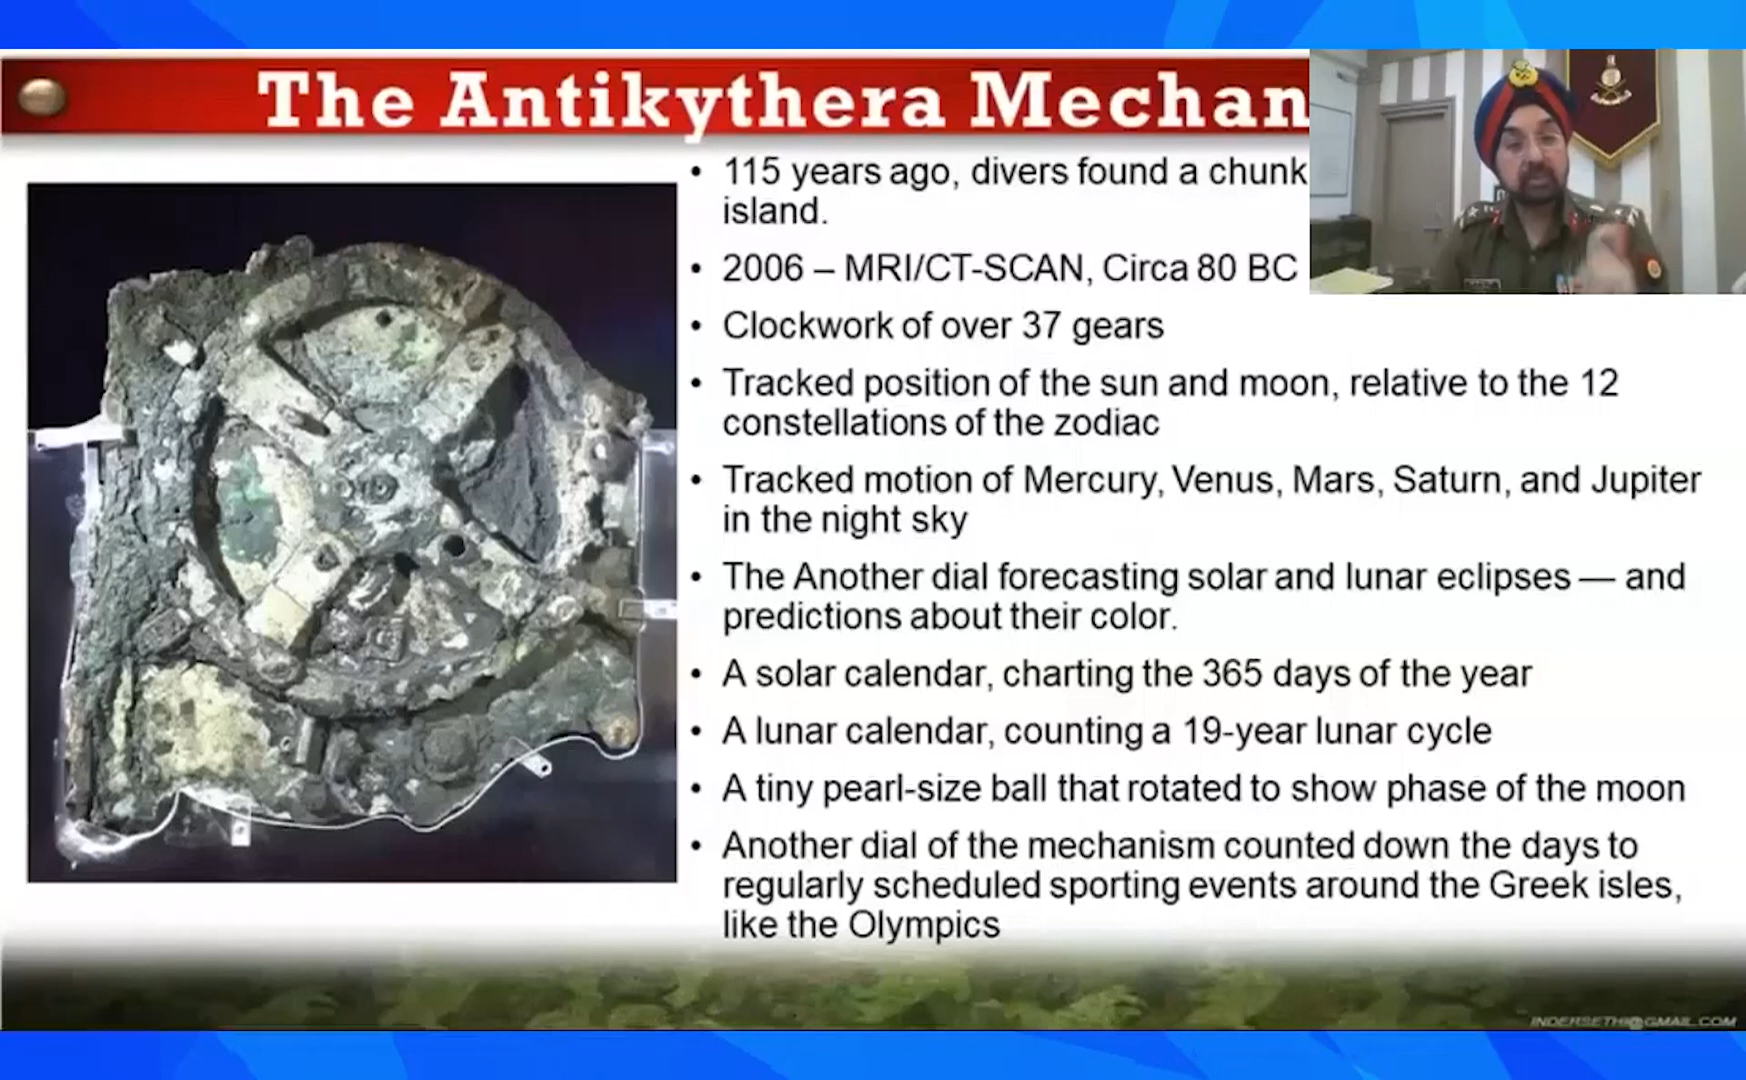 The Antikythera Mechan
• 115 years ago, divers found a chunk
island.
• 2006 – MRI/CT-SCAN, Circa 80 BC
• Clockwork of over 37 gears
• Tracked position of the sun and moon, relative to the 12
constellations of the zodiac
• Tracked motion of Mercury, Venus, Mars, Saturn, and Jupiter
in the night sky
• The Another dial forecasting solar and lunar eclipses — and
predictions about their color.
• A solar calendar, charting the 365 days of the year
• A lunar calendar, counting a 19-year lunar cycle
• A tiny pearl-size ball that rotated to show phase of the moon
• Another dial of the mechanism counted down the days to
regularly scheduled sporting events around the Greek isles,
like the Olympics
INDERSETHI@GMAIL.COM